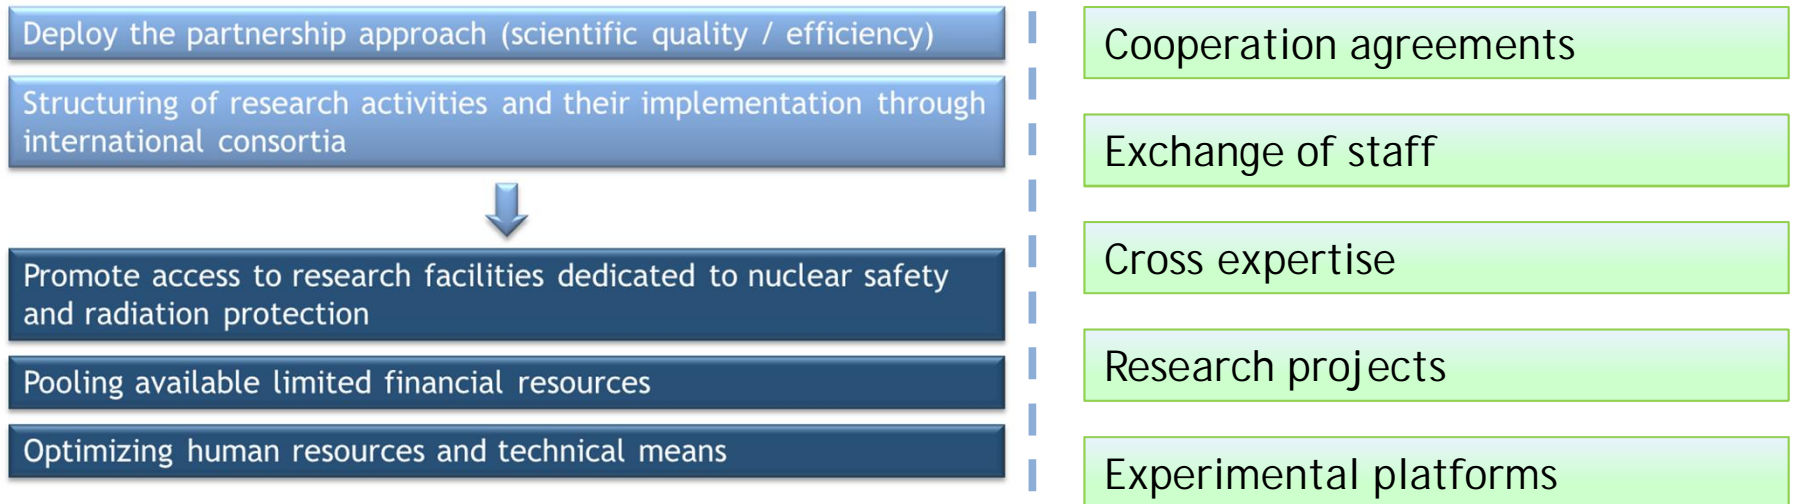 Deploy the partnership approach (scientific quality / efficiency)
Structuring of research activities and their implementation through
international consortia
Promote access to research facilities dedicated to nuclear safety
and radiation protection
Pooling available limited financial resources
Optimizing human resources and technical means
Cooperation agreements
Exchange of staff
Cross expertise
Research projects
Experimental platforms